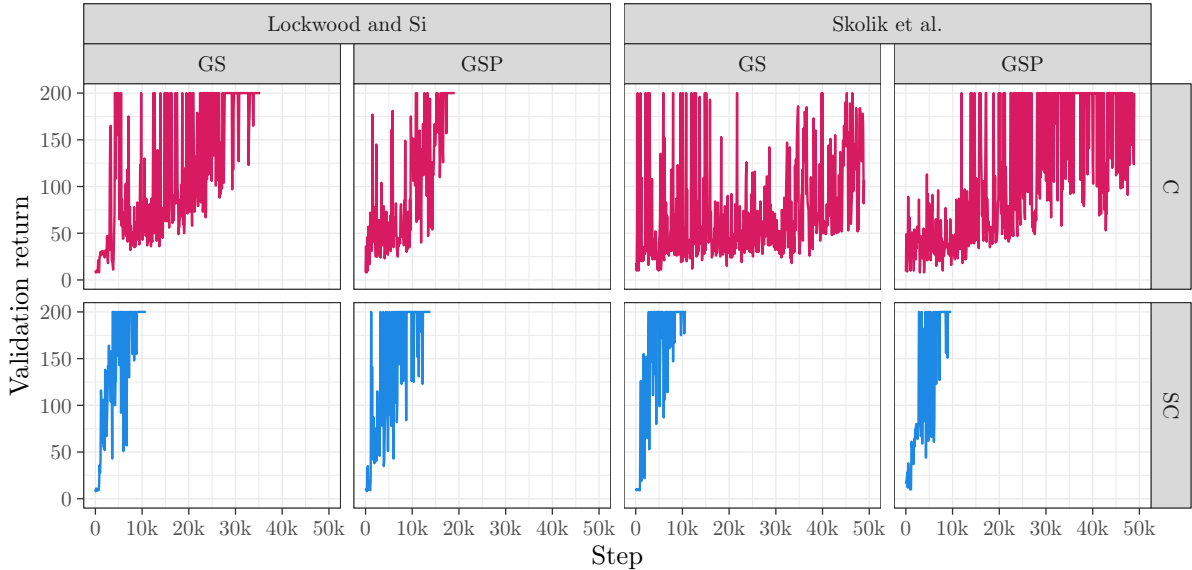 Lockwood and Si Skolik et al.
GS GSP GS GSP
Validation return
200
150
100
50
0
C
200
150
100
50
0
SC
0 10k 20k 30k 40k 50k 0 10k 20k 30k 40k 50k 0 10k 20k 30k 40k 50k 0 10k 20k 30k 40k 50k
Step